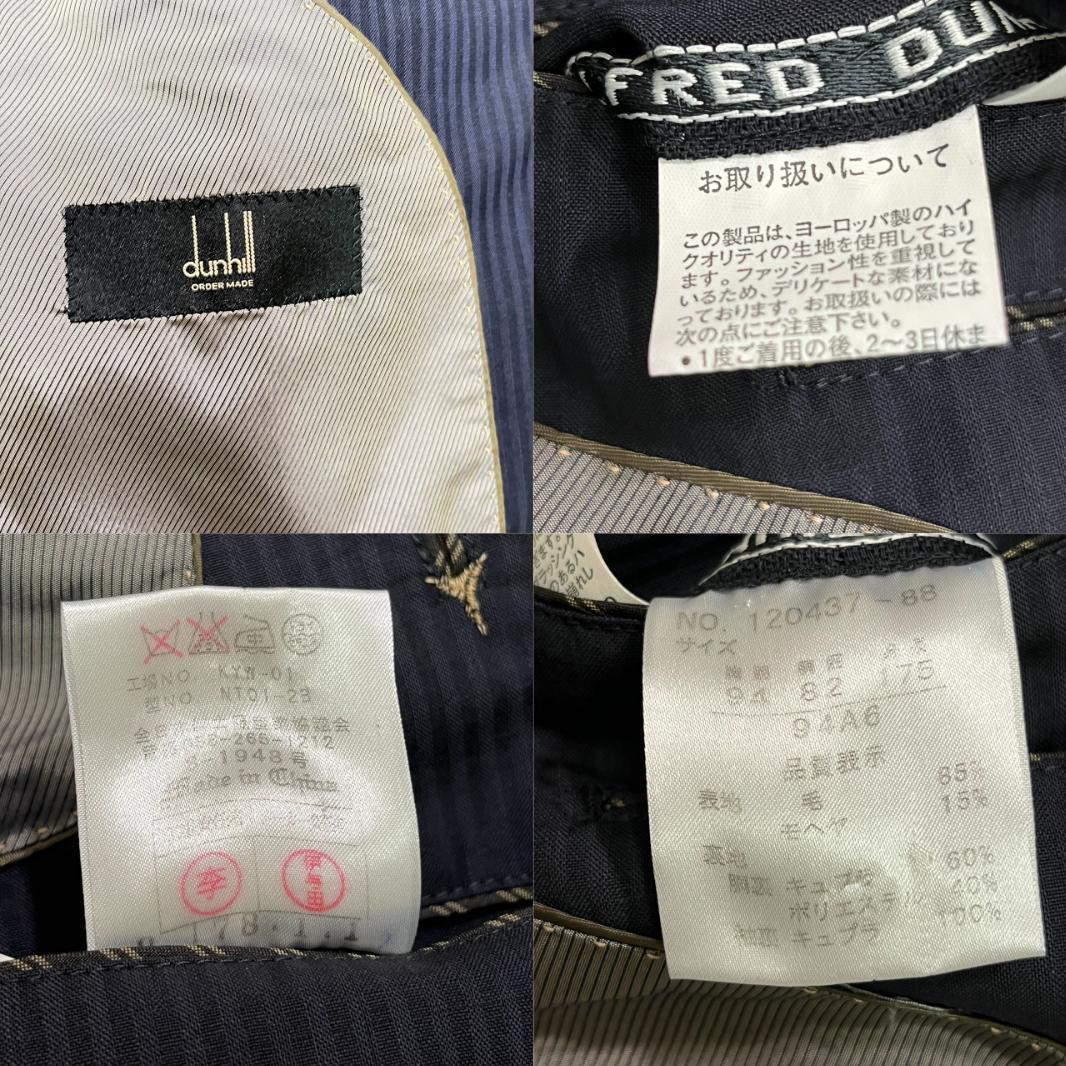 dunhill
ORDER MADE
FRED DUN
お取り扱いについて
この製品は、ヨーロッパ製のハイ
クオリティの生地を使用しており
ます。ファッション性を重視して
いるため、デリケートな素材にな
っております。お取扱いの際には
次の点にご注意下さい。
•1度ご着用の後、2〜3日休ま
工場NO
型番NO NT01-23
1948号
Made in China
李
78.1.1
NO. 120437-88
サイズ
94 82 175
94A6
品質表示
85%
表地 毛 15%
モヘヤ
裏地 60%
胴裏 キュプラ 40%
ポリエステ 100%
袖裏 キュプラ